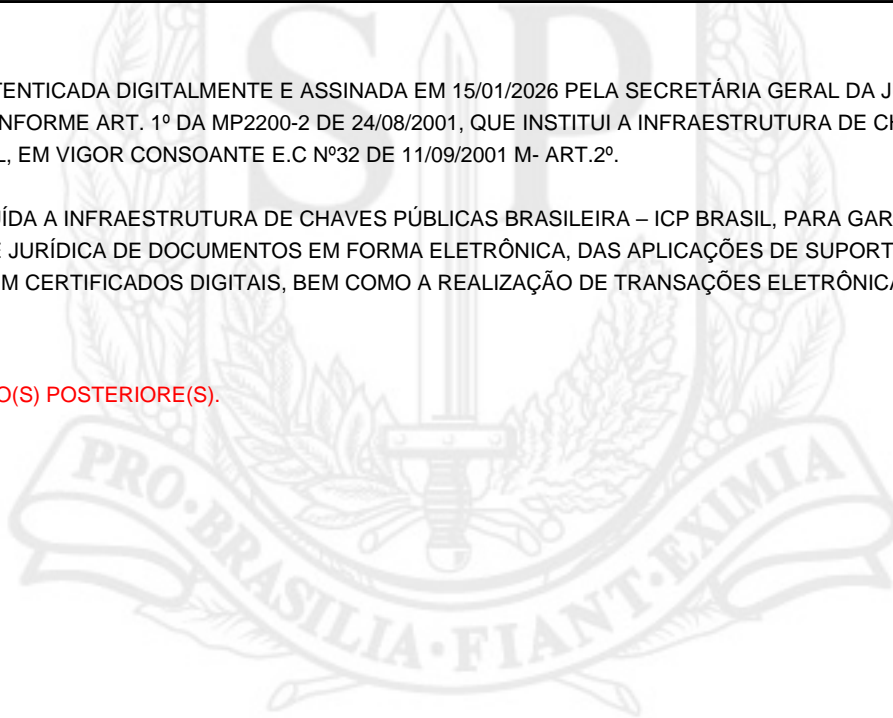 TENTICADA DIGITALMENTE E ASSINADA EM 15/01/2026 PELA SECRETÁRIA GERAL DA J
NFORME ART. 1º DA MP2200-2 DE 24/08/2001, QUE INSTITUI A INFRAESTRUTURA DE CH
L, EM VIGOR CONSOANTE E.C Nº32 DE 11/09/2001 M- ART.2º.
ÍDA A INFRAESTRUTURA DE CHAVES PÚBLICAS BRASILEIRA – ICP BRASIL, PARA GAR
E JURÍDICA DE DOCUMENTOS EM FORMA ELETRÔNICA, DAS APLICAÇÕES DE SUPORT
M CERTIFICADOS DIGITAIS, BEM COMO A REALIZAÇÃO DE TRANSAÇÕES ELETRÔNICA
O(S) POSTERIORE(S).
SP
PRO·BRASILIA·FIANT·EXIMIA